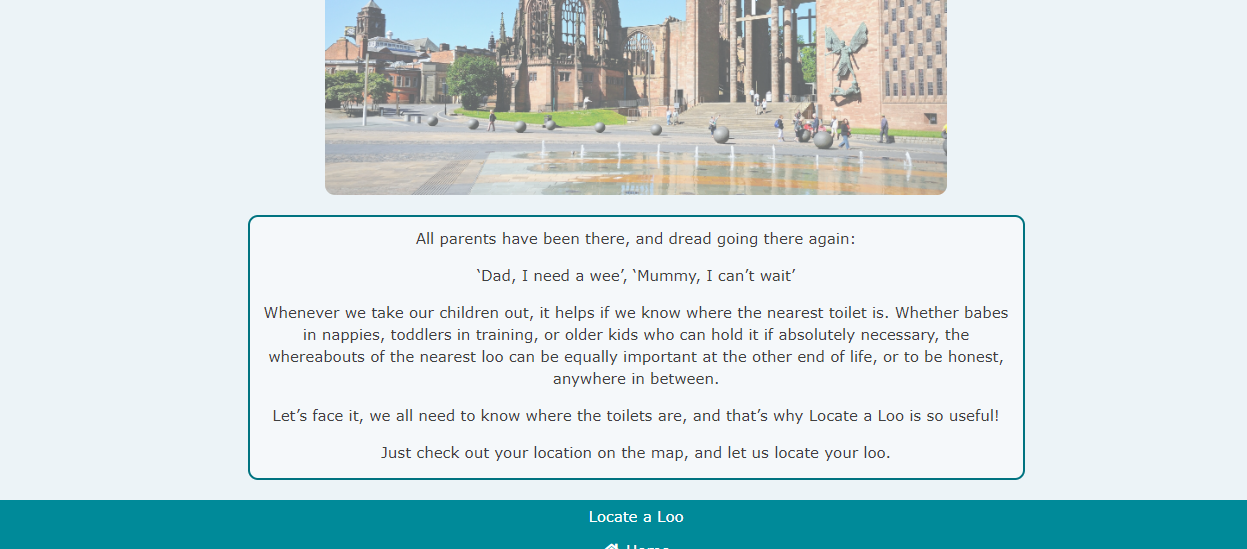 All parents have been there, and dread going there again:
‘Dad, I need a wee’, ‘Mummy, I can’t wait’
Whenever we take our children out, it helps if we know where the nearest toilet is. Whether babes
in nappies, toddlers in training, or older kids who can hold it if absolutely necessary, the
whereabouts of the nearest loo can be equally important at the other end of life, or to be honest,
anywhere in between.
Let’s face it, we all need to know where the toilets are, and that’s why Locate a Loo is so useful!
Just check out your location on the map, and let us locate your loo.
Locate a Loo
Home